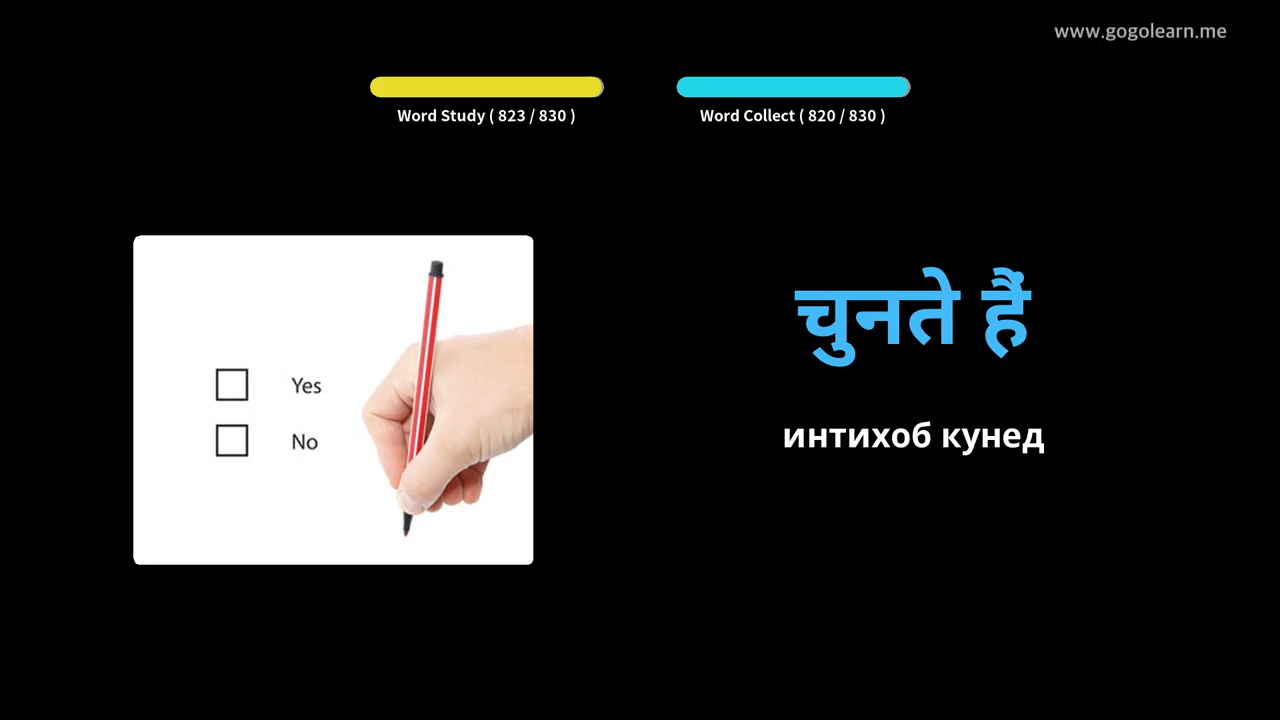 www.gogolearn.me
Word Study ( 823 / 830 )
Word Collect ( 820 / 830 )
Yes
No
चुनते हैं
интихоб кунед